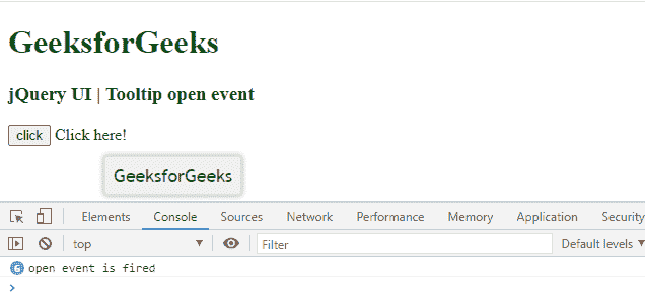 GeeksforGeeks
jQuery UI | Tooltip open event
click Click here!
GeeksforGeeks
Elements Console Sources Network Performance Memory Application Security
top Filter Default levels
open event is fired